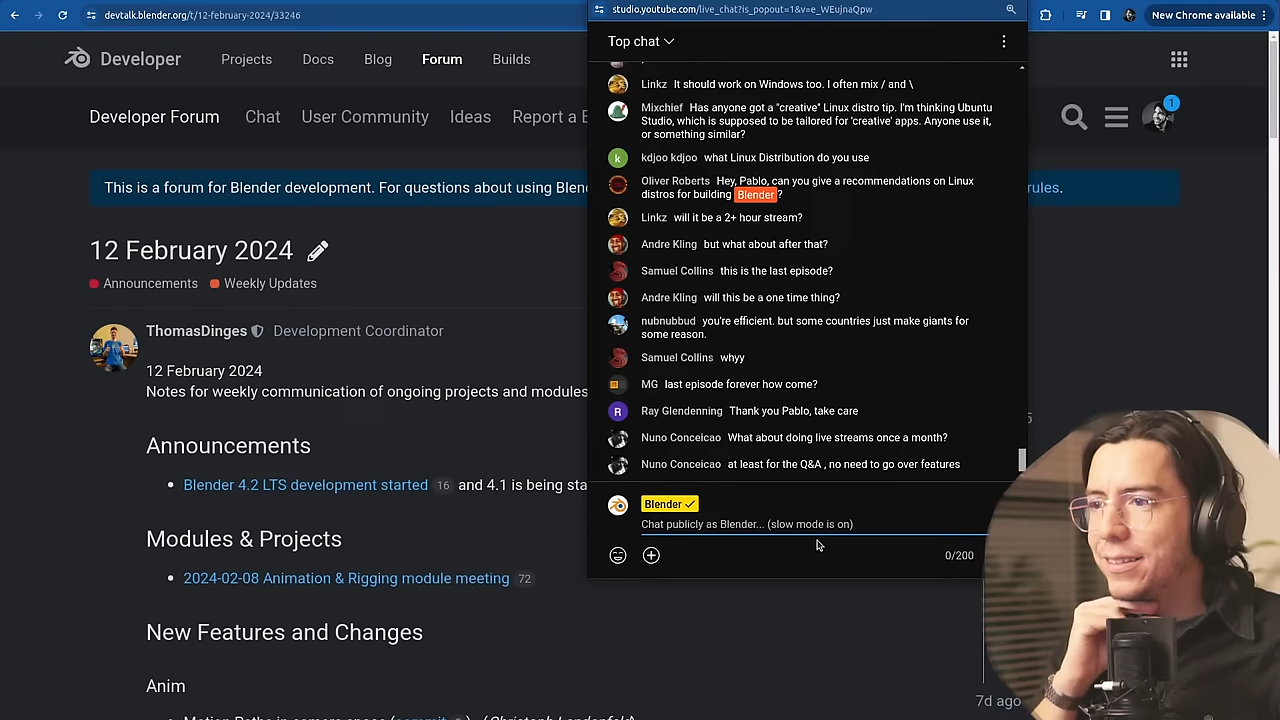 devtalk.blender.org/t/12-february-2024/33246
studio.youtube.com/live_chat?is_popout=1&v=e_WEujnaQpw
New Chrome available
Developer
Projects
Docs
Blog
Forum
Builds
Developer Forum
Chat
User Community
Ideas
Report a B
1
This is a forum for Blender development. For questions about using Blen
rules.
12 February 2024
Announcements
Weekly Updates
ThomasDinges
Development Coordinator
12 February 2024
Notes for weekly communication of ongoing projects and modules
Announcements
Blender 4.2 LTS development started 16 and 4.1 is being sta
Modules & Projects
2024-02-08 Animation & Rigging module meeting 72
New Features and Changes
Anim
7d ago
Top chat
Linkz It should work on Windows too. I often mix / and \
Mixchief Has anyone got a "creative" Linux distro tip. I'm thinking Ubuntu
Studio, which is supposed to be tailored for 'creative' apps. Anyone use it,
or something similar?
k
kdjoo kdjoo what Linux Distribution do you use
Oliver Roberts Hey, Pablo, can you give a recommendations on Linux
distros for building Blender ?
Linkz will it be a 2+ hour stream?
Andre Kling but what about after that?
Samuel Collins this is the last episode?
Andre Kling will this be a one time thing?
nubnubbud you're efficient. but some countries just make giants for
some reason.
Samuel Collins whyy
MG last episode forever how come?
R
Ray Glendenning Thank you Pablo, take care
Nuno Conceicao What about doing live streams once a month?
Nuno Conceicao at least for the Q&A , no need to go over features
Blender
Chat publicly as Blender... (slow mode is on)
0/200